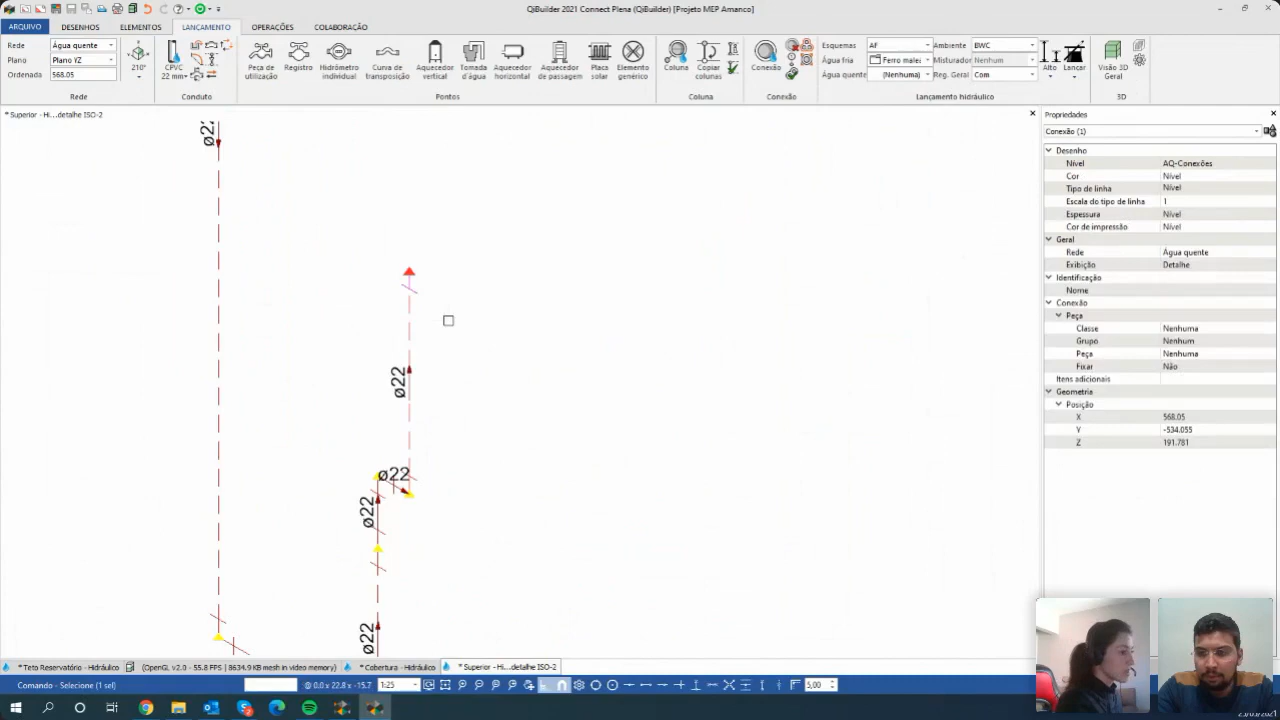 QiBuilder 2021 Connect Plena (QiBuilder) [Projeto MEP Amanco]
ARQUIVO DESENHOS ELEMENTOS LANÇAMENTO OPERAÇÕES COLABORAÇÃO
Rede Água quente
Plano Plano YZ
Ordenada 568.05
Rede
210°
CPVC
22 mm
Conduto
Peça de
utilização
Registro
Hidrômetro
individual
Curva de
transposição
Aquecedor
vertical
Tomada
d'água
Aquecedor
horizontal
Aquecedor
de passagem
Placa
solar
Elemento
genérico
Pontos
Coluna
Copiar
colunas
Coluna
Conexão
Conexão
Esquemas AF Ambiente BWC
Água fria Ferro maleá Misturador Nenhum
Água quente (Nenhuma) Reg. Geral Com
Alto
Lançar
Lançamento hidráulico
Visão 3D
Geral
3D
* Superior - Hi...detalhe ISO-2
Propriedades
Conexão (1)
Desenho
Nível AQ-Conexões
Cor Nível
Tipo de linha Nível
Escala do tipo de linha 1
Espessura Nível
Cor de impressão Nível
Geral
Rede Água quente
Exibição Detalhe
Identificação
Nome
Conexão
Peça
Classe Nenhuma
Grupo Nenhum
Peça Nenhuma
Fixar Não
Itens adicionais
Geometria
Posição
X 568.05
Y -534.055
Z 191.781
ø22
ø22
ø22
ø22
* Teto Reservatório - Hidráulico (OpenGL v2.0 - 55.8 FPS | 8634.9 KB mesh in video memory) * Cobertura - Hidráulico * Superior - Hi...detalhe ISO-2
Comando - Selecione (1 sel) @ 0.0 x 22.8 x -15.7 1:25 5,00